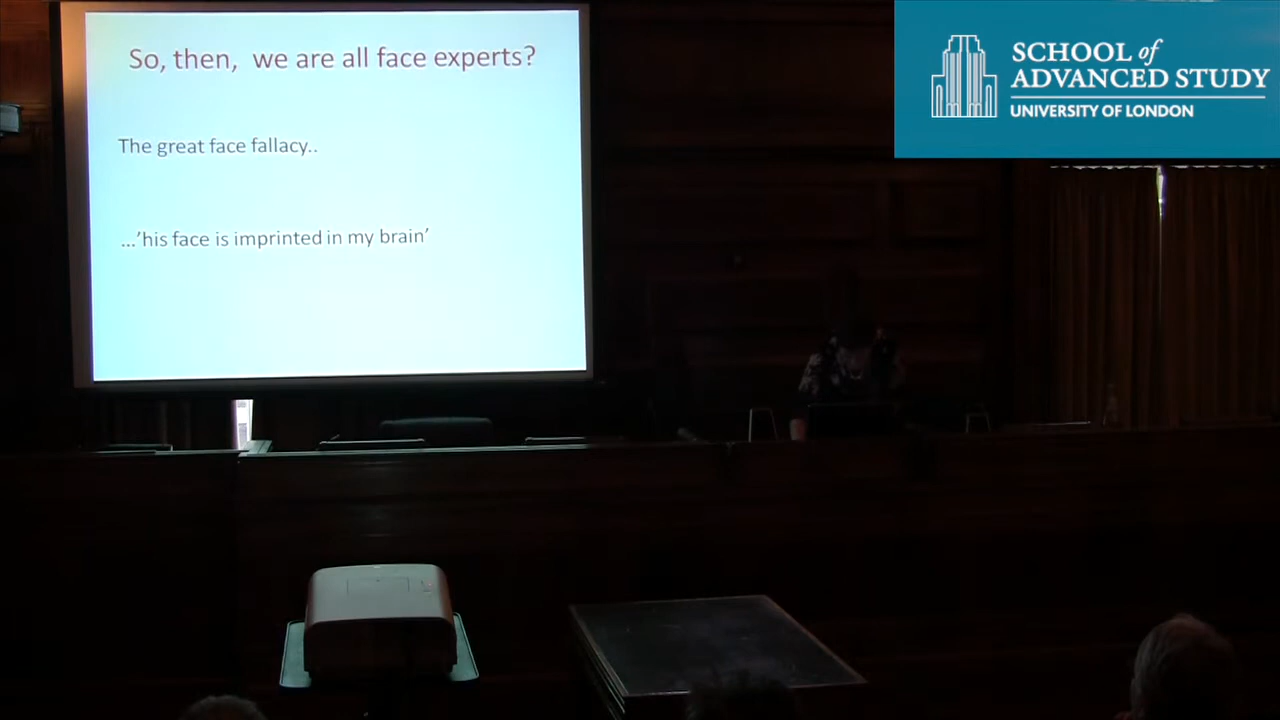 So, then, we are all face experts?
The great face fallacy..
...'his face is imprinted in my brain'
SCHOOL of
ADVANCED STUDY
UNIVERSITY OF LONDON